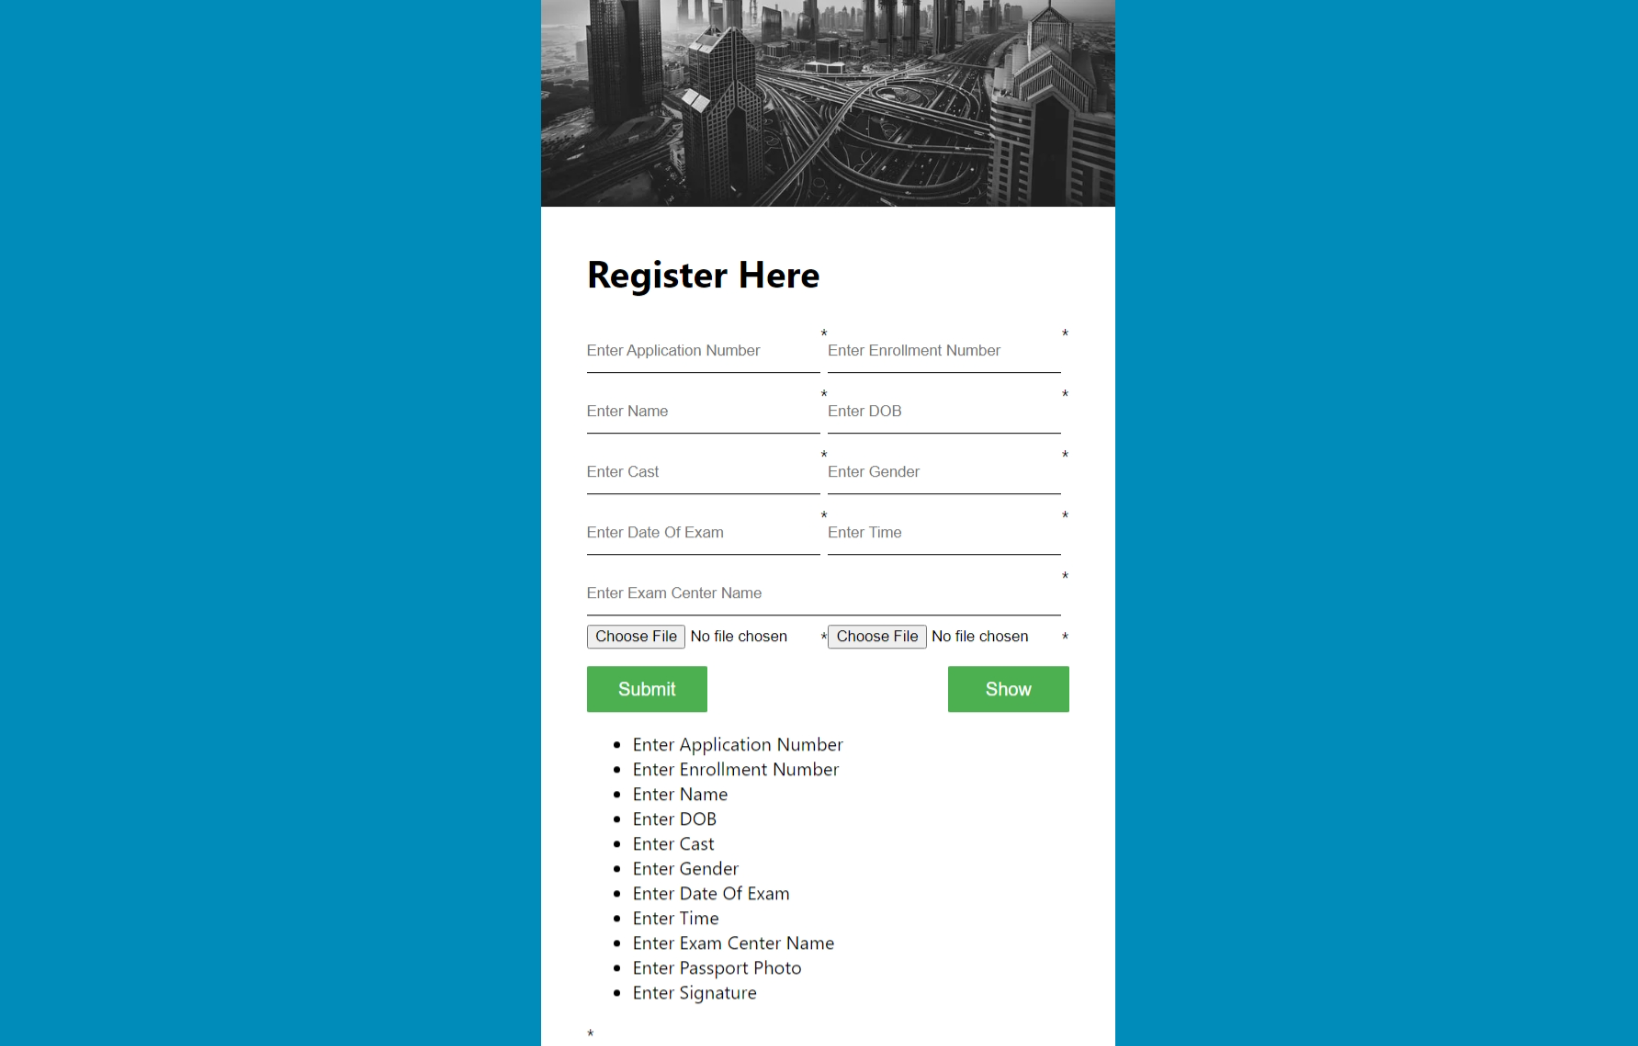 Register Here
* *
Enter Application Number Enter Enrollment Number
* *
Enter Name Enter DOB
* *
Enter Cast Enter Gender
* *
Enter Date Of Exam Enter Time
*
Enter Exam Center Name
Choose File No file chosen * Choose File No file chosen *
Submit Show
• Enter Application Number
• Enter Enrollment Number
• Enter Name
• Enter DOB
• Enter Cast
• Enter Gender
• Enter Date Of Exam
• Enter Time
• Enter Exam Center Name
• Enter Passport Photo
• Enter Signature
*